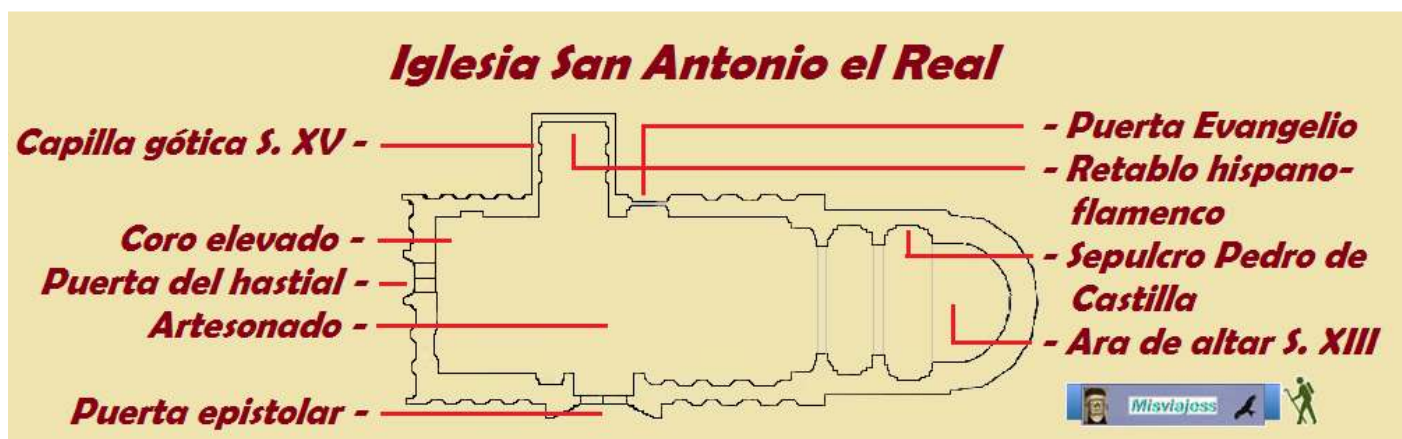 Iglesia San Antonio el Real
Capilla gótica S. XV -
Coro elevado -
Puerta del hastial -
Artesonado -
Puerta epistolar -
- Puerta Evangelio
- Retablo hispano-
flamenco
- Sepulcro Pedro de
Castilla
- Ara de altar S. XIII
Misviajess